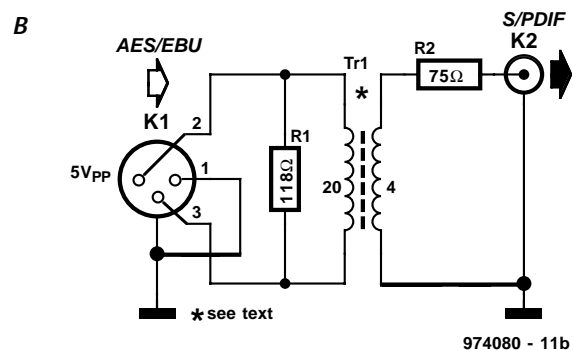 B
AES/EBU
K1
2
1
3
5VPP
R1
118Ω
Tr1
*
20
4
R2
75Ω
S/PDIF
K2
* see text
974080 - 11b